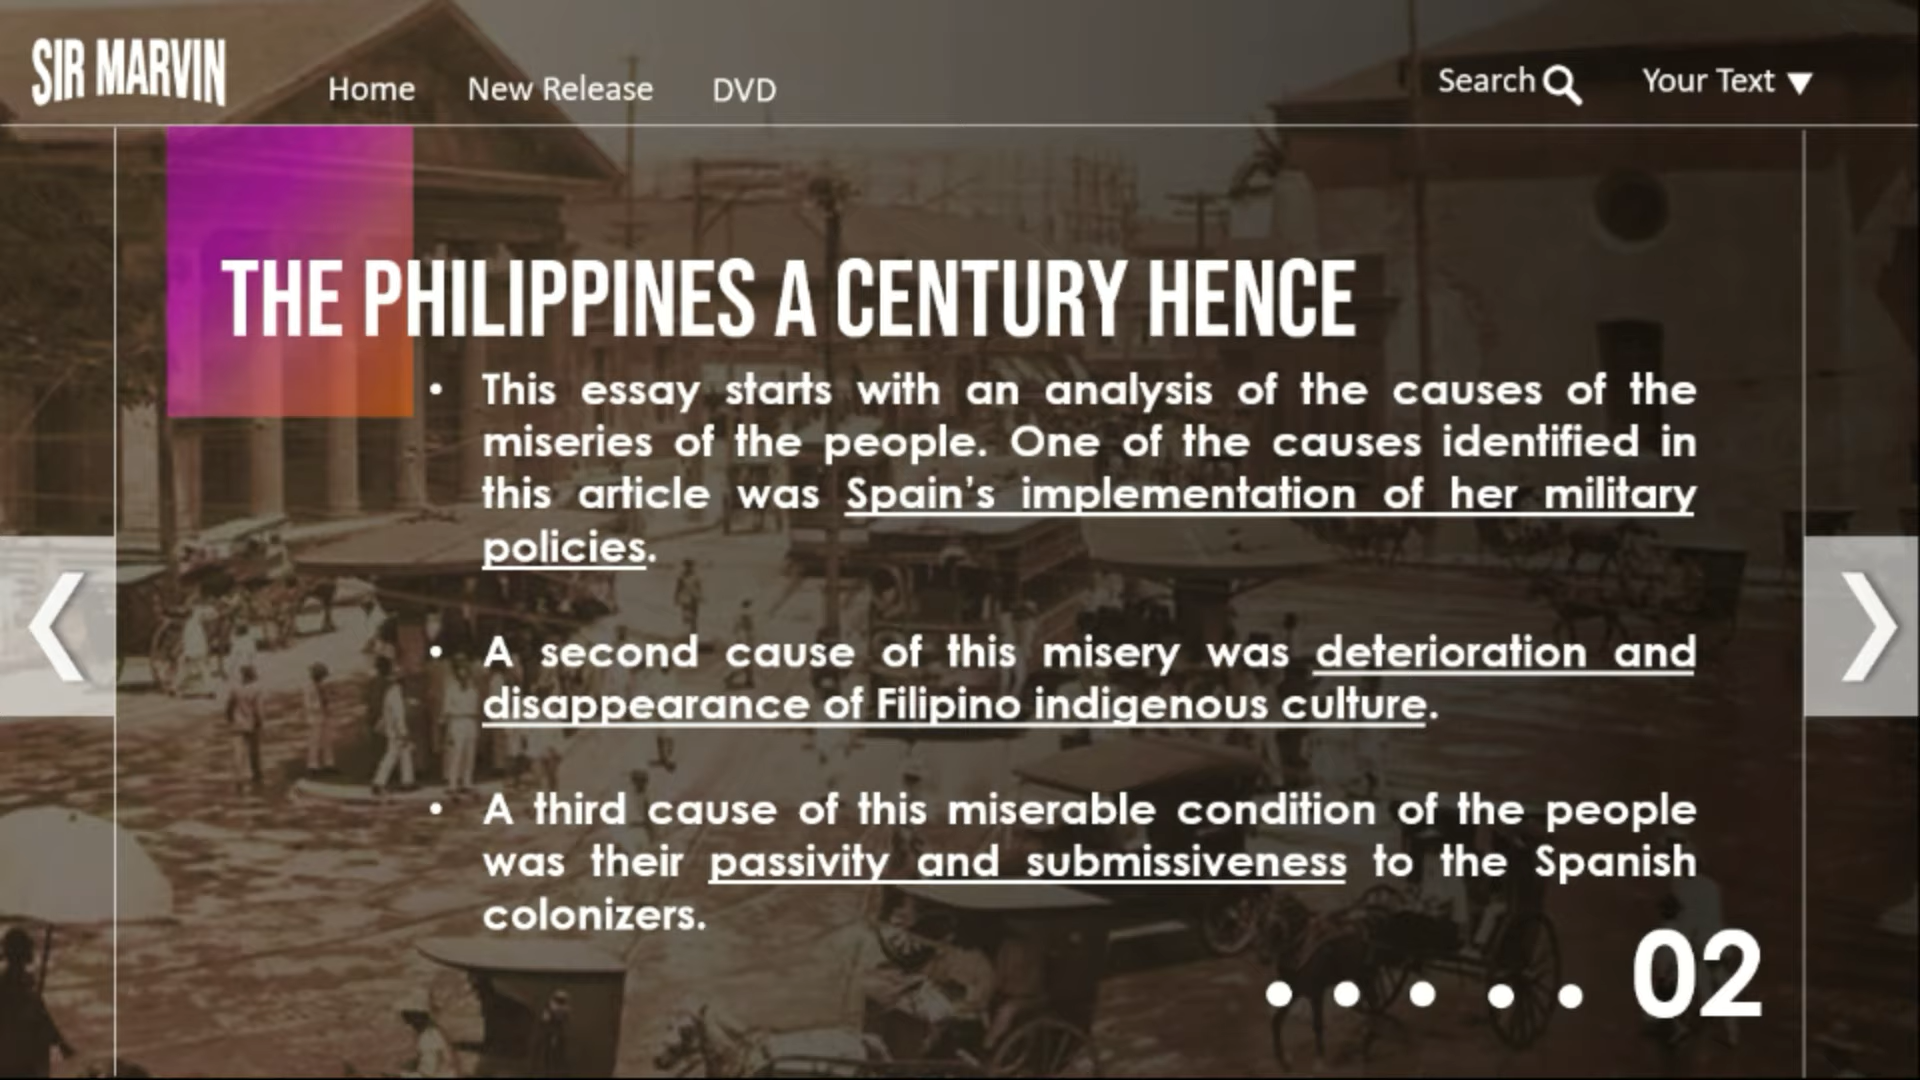 SIR MARVIN
Home New Release DVD
Search Your Text
THE PHILIPPINES A CENTURY HENCE
• This essay starts with an analysis of the causes of the
miseries of the people. One of the causes identified in
this article was Spain’s implementation of her military
policies.
• A second cause of this misery was deterioration and
disappearance of Filipino indigenous culture.
• A third cause of this miserable condition of the people
was their passivity and submissiveness to the Spanish
colonizers.
02